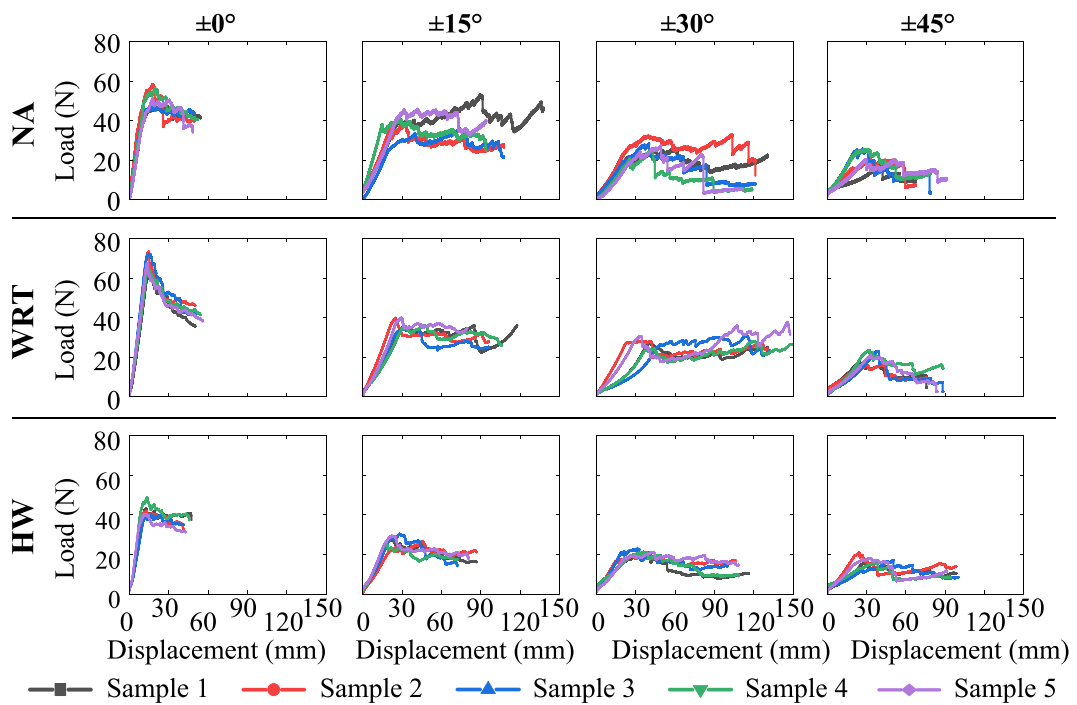 ±0° ±15° ±30° ±45°
NA
Load (N)
80
60
40
20
0
WRT
Load (N)
80
60
40
20
0
HW
Load (N)
80
60
40
20
0
0 30 60 90 120 150 0 30 60 90 120 150 0 30 60 90 120 150 0 30 60 90 120 150
Displacement (mm) Displacement (mm) Displacement (mm) Displacement (mm)
Sample 1 Sample 2 Sample 3 Sample 4 Sample 5